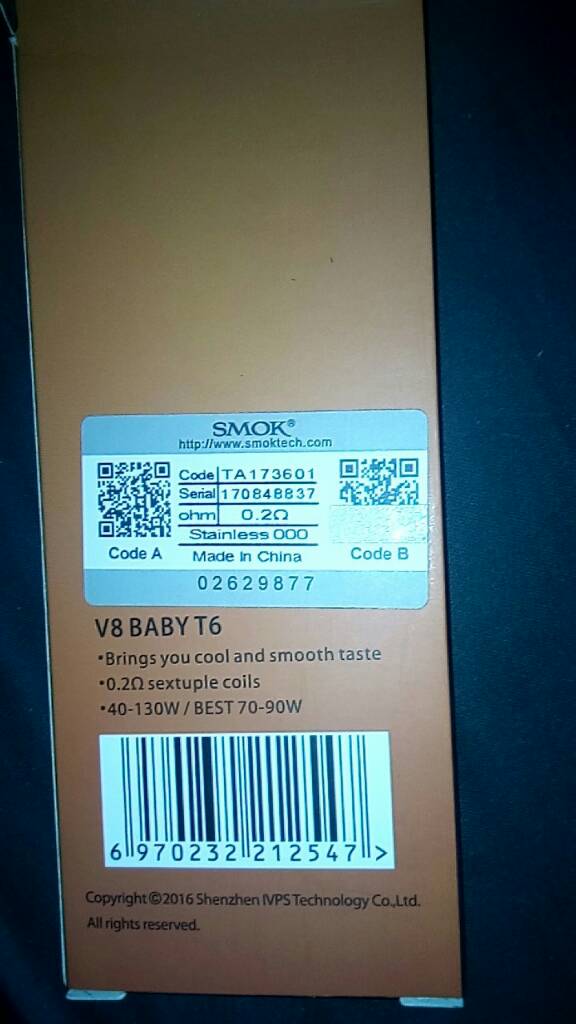 SMOK®
http://www.smoktech.com
Code TA173601
Serial 170848837
ohm 0.2Ω
Stainless 000
Made In China
Code A
Code B
02629877
V8 BABY T6
•Brings you cool and smooth taste
•0.2Ω sextuple coils
•40-130W / BEST 70-90W
6 970232 212547 >
Copyright©2016 Shenzhen IVPS Technology Co.,Ltd.
All rights reserved.